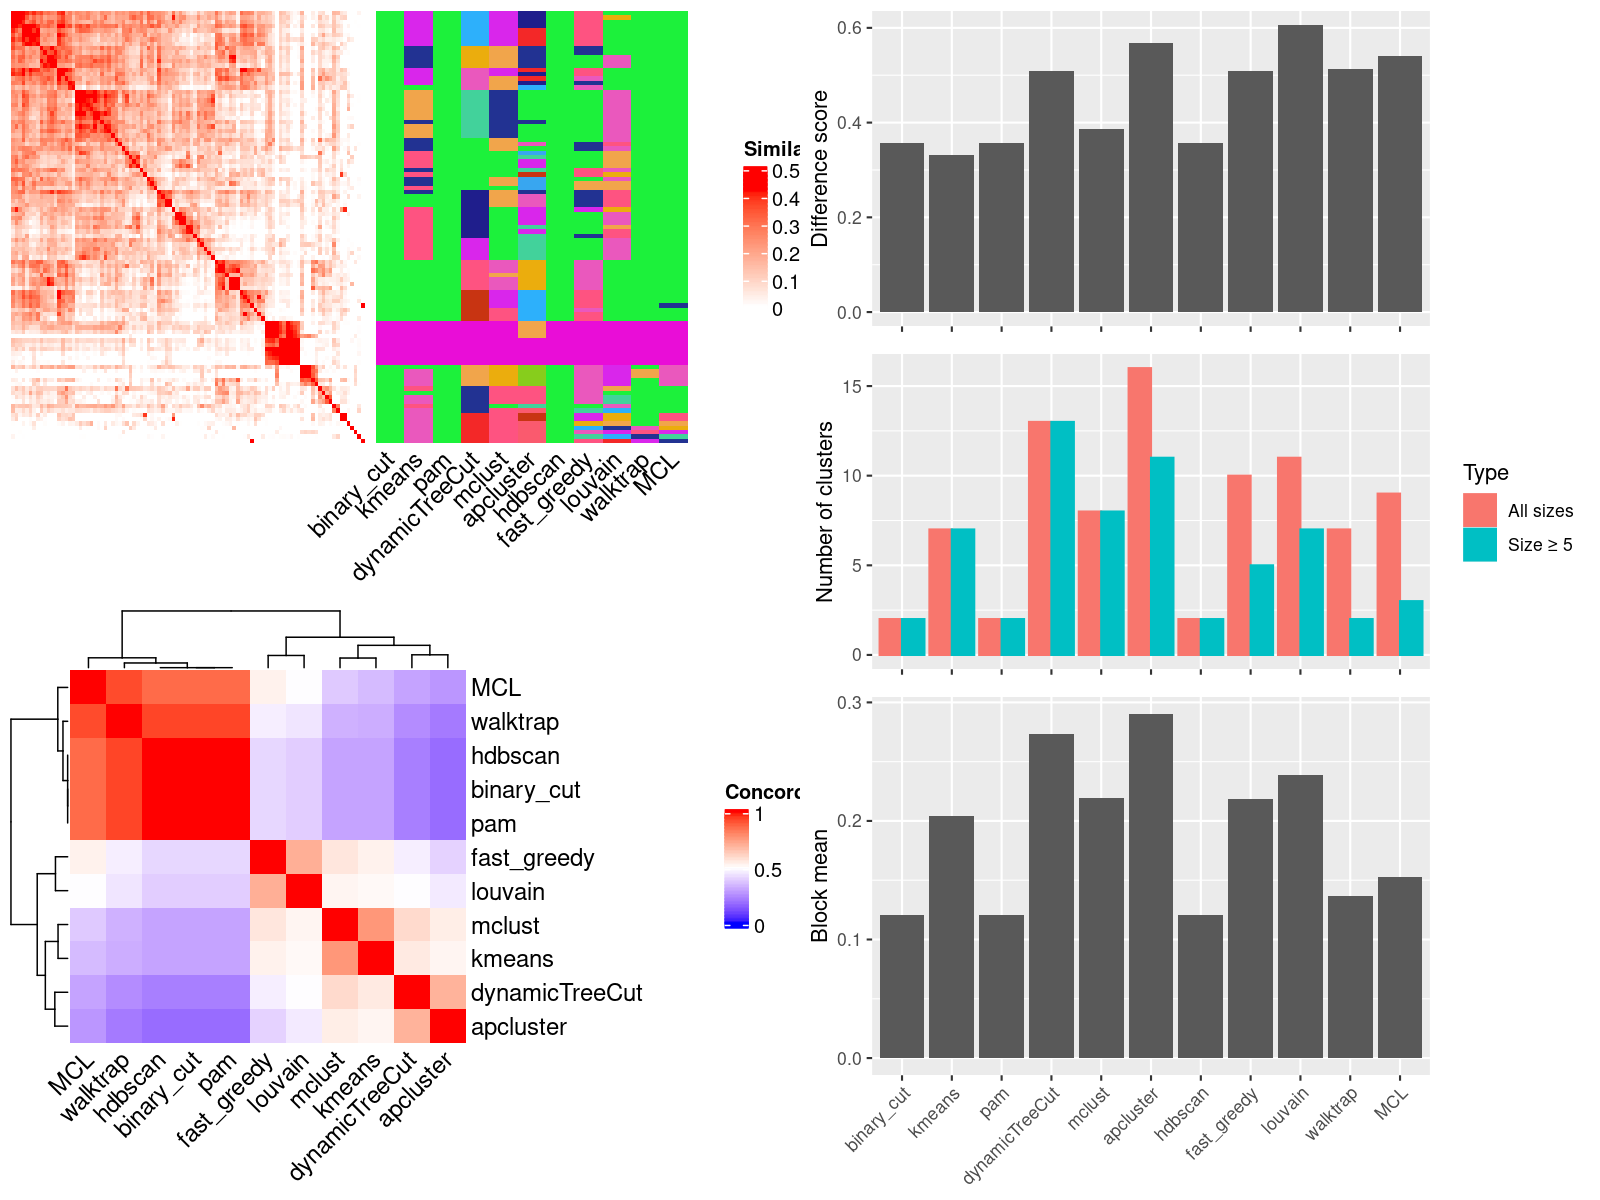 Simila
0.5
0.4
0.3
0.2
0.1
0
binary_cut
kmeans
pam
dynamicTreeCut
mclust
apcluster
hdbscan
fast_greedy
louvain
walktrap
MCL
Difference score
0.6
0.4
0.2
0.0
Number of clusters
15
10
5
0
Type
All sizes
Size ≥ 5
MCL
walktrap
hdbscan
binary_cut
pam
fast_greedy
louvain
mclust
kmeans
dynamicTreeCut
apcluster
MCL
walktrap
hdbscan
binary_cut
pam
fast_greedy
louvain
mclust
kmeans
dynamicTreeCut
apcluster
Concord
1
0.5
0
Block mean
0.3
0.2
0.1
0.0
binary_cut
kmeans
pam
dynamicTreeCut
mclust
apcluster
hdbscan
fast_greedy
louvain
walktrap
MCL